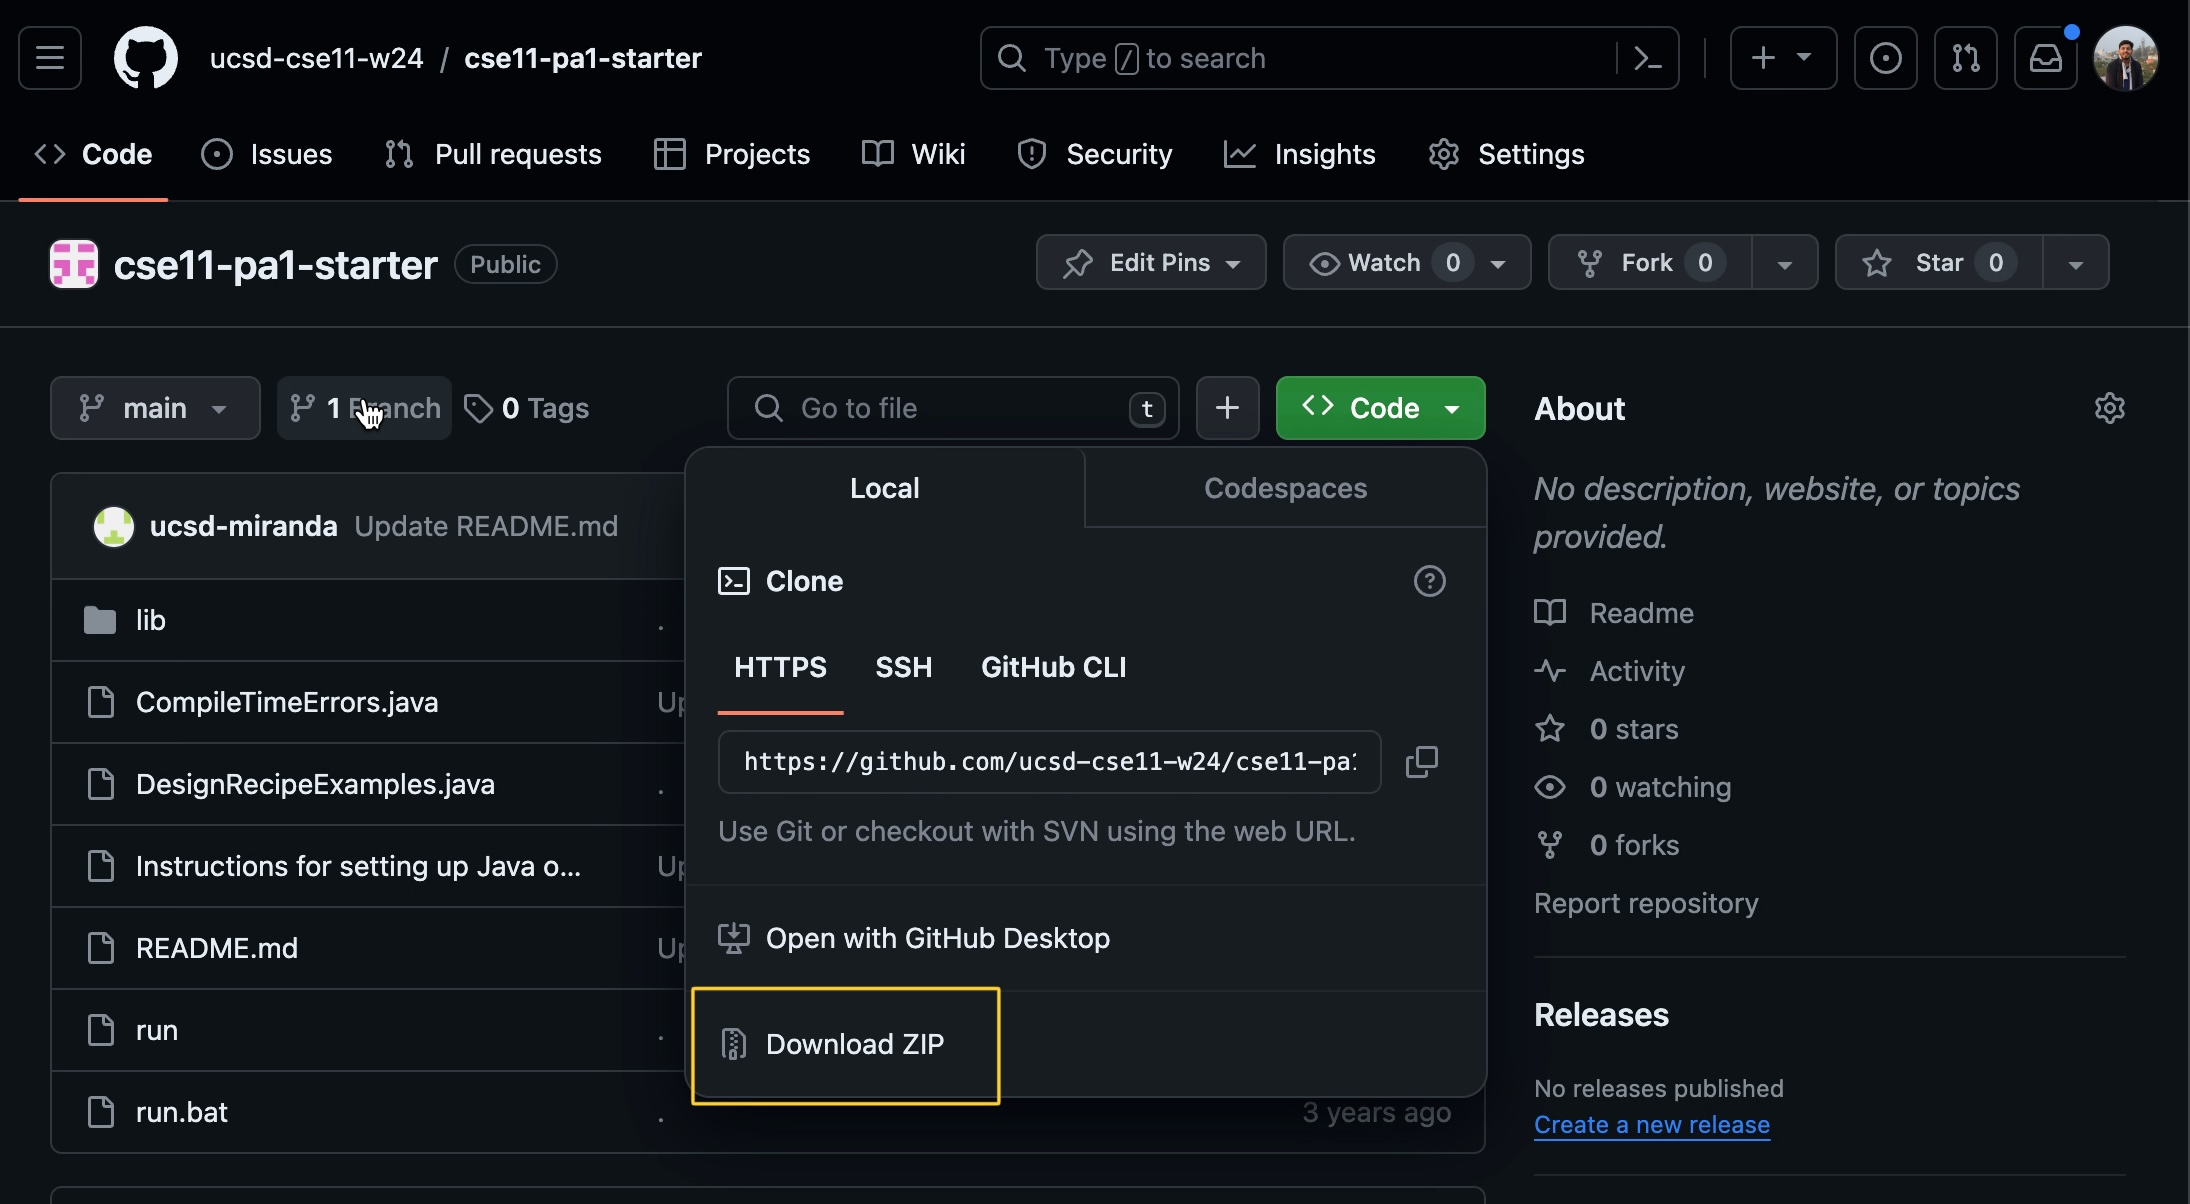 ucsd-cse11-w24 / cse11-pa1-starter
Type / to search
Code Issues Pull requests Projects Wiki Security Insights Settings
cse11-pa1-starter Public
Edit Pins Watch 0 Fork 0 Star 0
main 1 Branch 0 Tags
Go to file t
Code
About
No description, website, or topics
provided.
Readme
Activity
0 stars
0 watching
0 forks
Report repository
Releases
No releases published
Create a new release
Local Codespaces
Clone
HTTPS SSH GitHub CLI
https://github.com/ucsd-cse11-w24/cse11-pa1
Use Git or checkout with SVN using the web URL.
Open with GitHub Desktop
Download ZIP
ucsd-miranda Update README.md
lib .
CompileTimeErrors.java Up
DesignRecipeExamples.java .
Instructions for setting up Java o... Up
README.md Up
run .
run.bat . 3 years ago